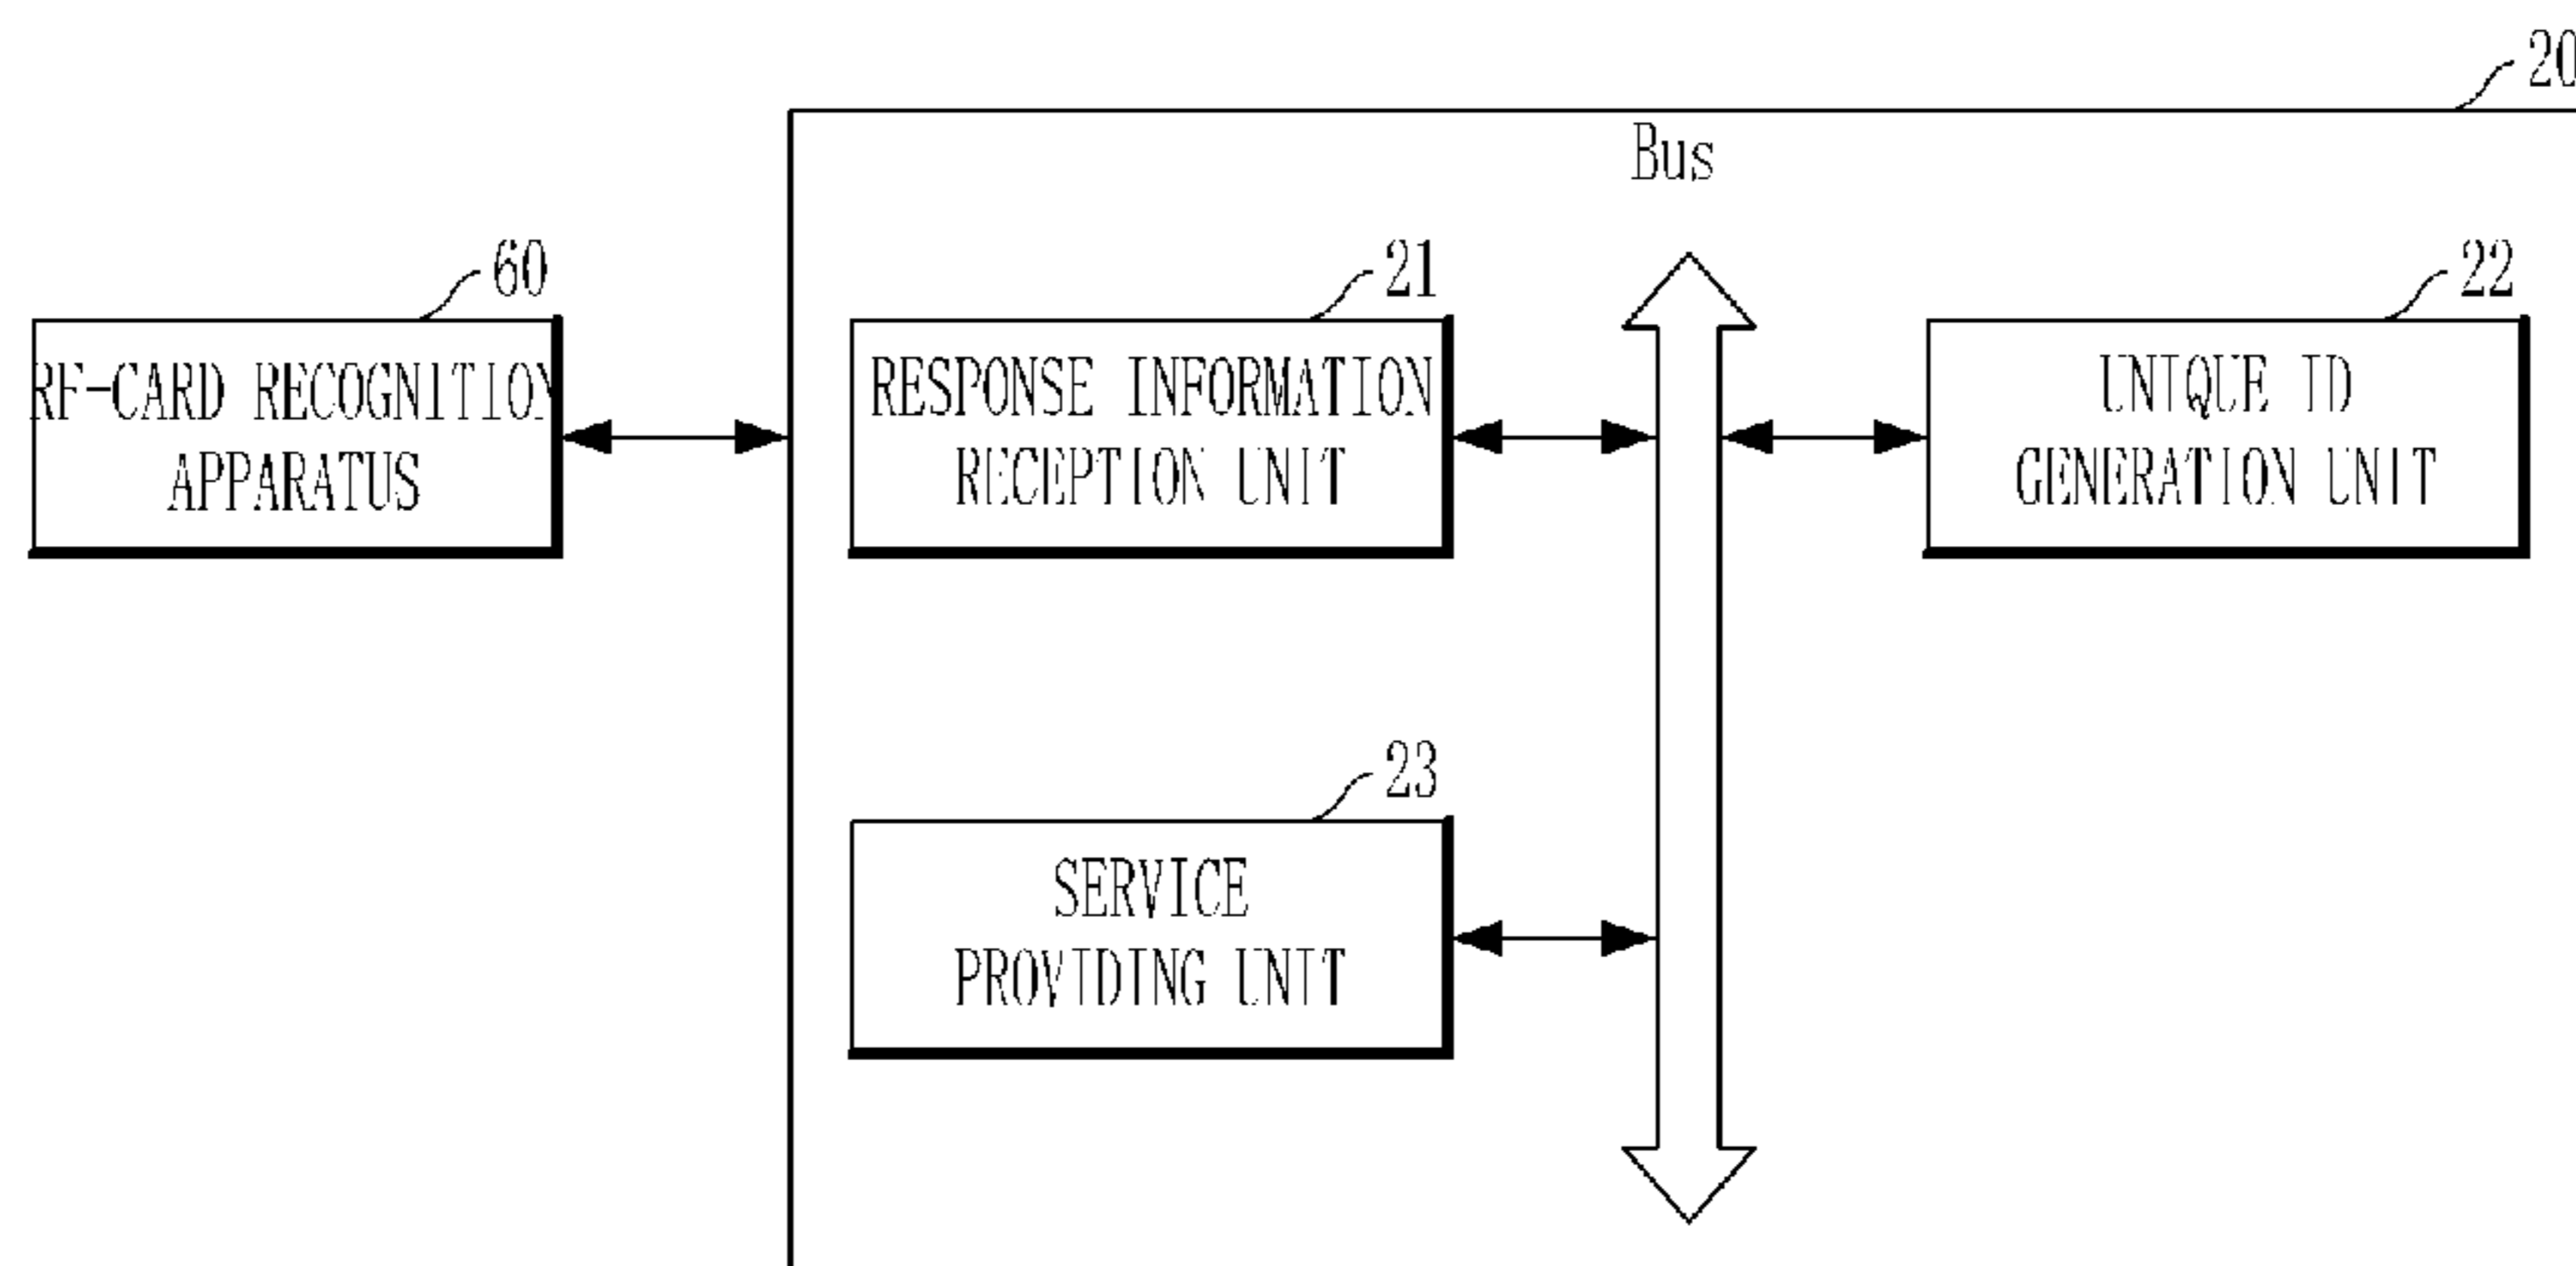 20
Bus
60
RF-CARD RECOGNITION
APPARATUS
21
RESPONSE INFORMATION
RECEPTION UNIT
22
UNIQUE ID
GENERATION UNIT
23
SERVICE
PROVIDING UNIT